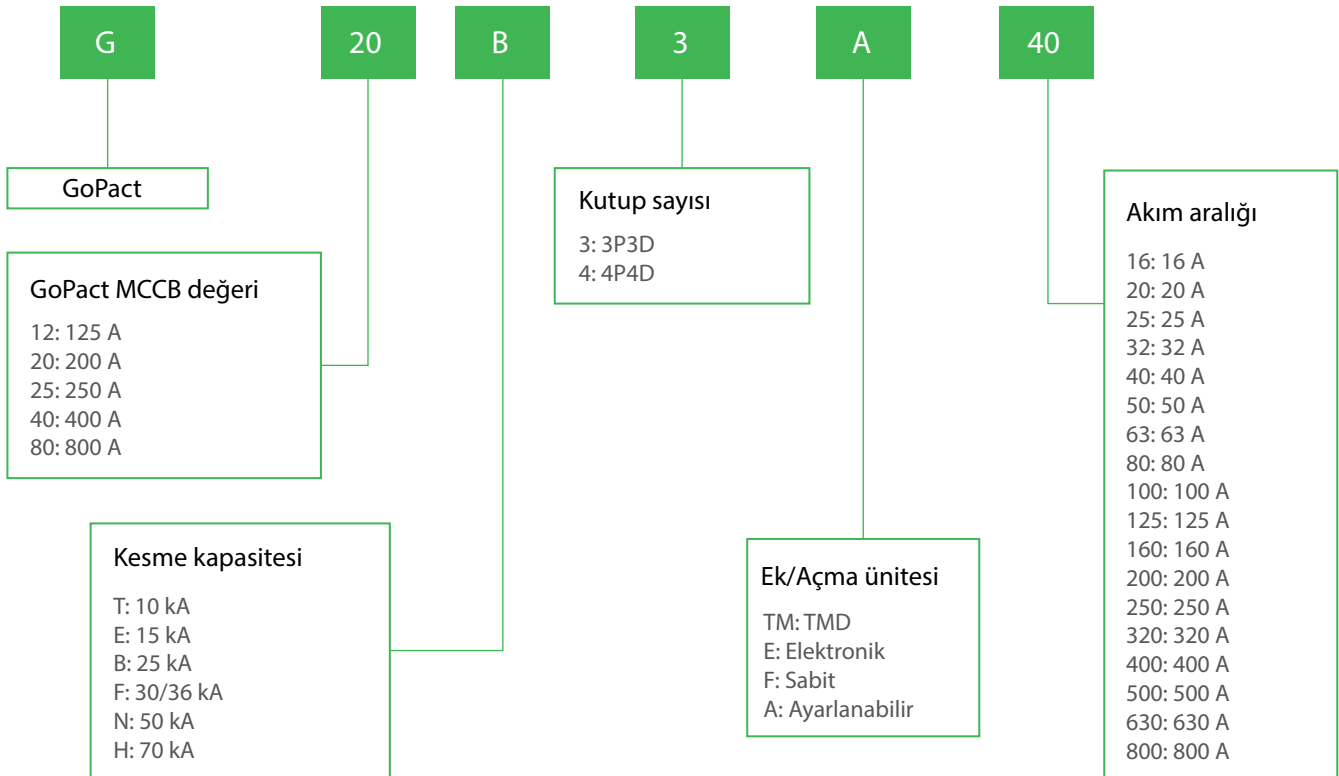 G 20 B 3 A 40
GoPact
GoPact MCCB değeri
12: 125 A
20: 200 A
25: 250 A
40: 400 A
80: 800 A
Kesme kapasitesi
T: 10 kA
E: 15 kA
B: 25 kA
F: 30/36 kA
N: 50 kA
H: 70 kA
Kutup sayısı
3: 3P3D
4: 4P4D
Ek/Açma ünitesi
TM: TMD
E: Elektronik
F: Sabit
A: Ayarlanabilir
Akım aralığı
16: 16 A
20: 20 A
25: 25 A
32: 32 A
40: 40 A
50: 50 A
63: 63 A
80: 80 A
100: 100 A
125: 125 A
160: 160 A
200: 200 A
250: 250 A
320: 320 A
400: 400 A
500: 500 A
630: 630 A
800: 800 A